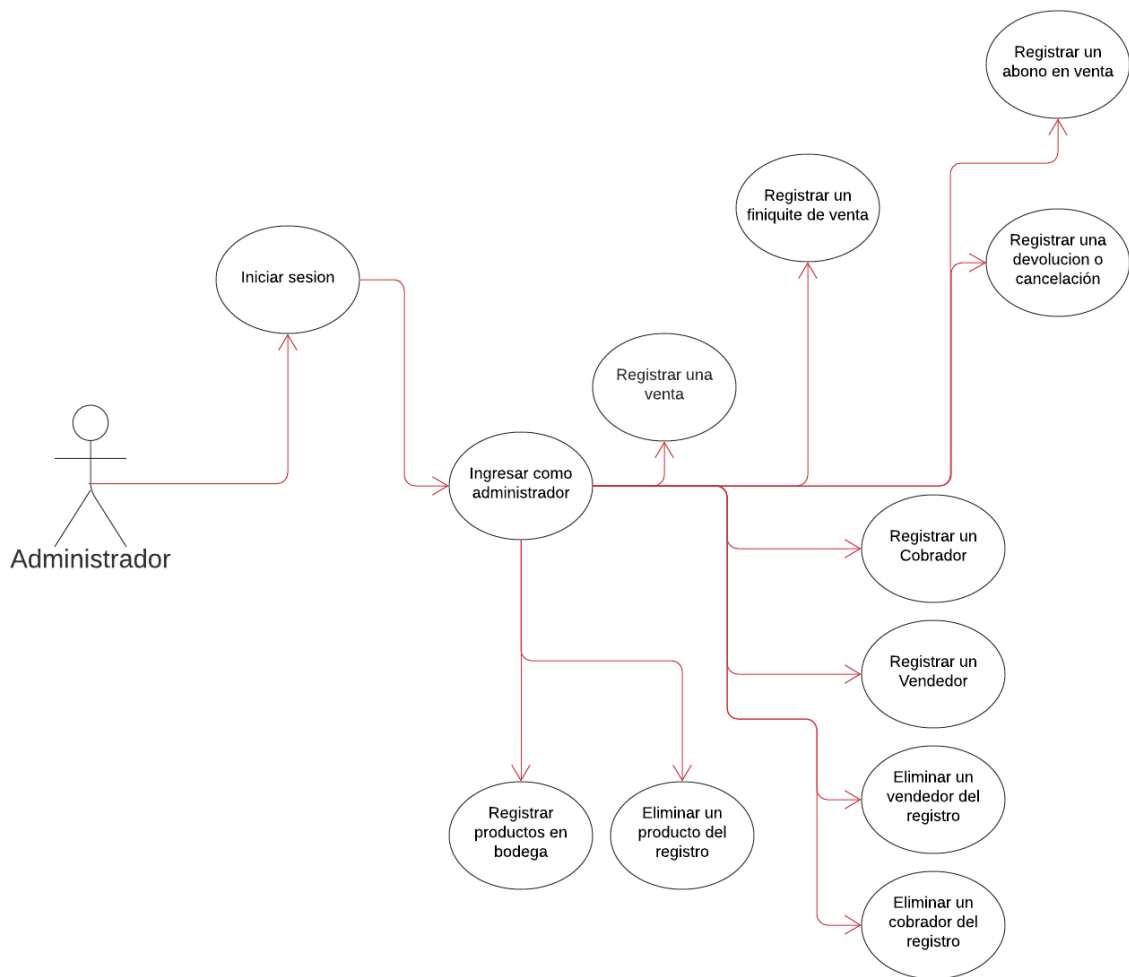 Registrar un
abono en venta
Registrar un
finiquite de venta
Registrar una
devolucion o
cancelación
Iniciar sesion
Registrar una
venta
Ingresar como
administrador
Administrador
Registrar un
Cobrador
Registrar un
Vendedor
Eliminar un
vendedor del
registro
Registrar
productos en
bodega
Eliminar un
producto del
registro
Eliminar un
cobrador del
registro